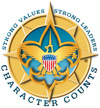 STRONG VALUES STRONG LEADERS
CHARACTER COUNTS